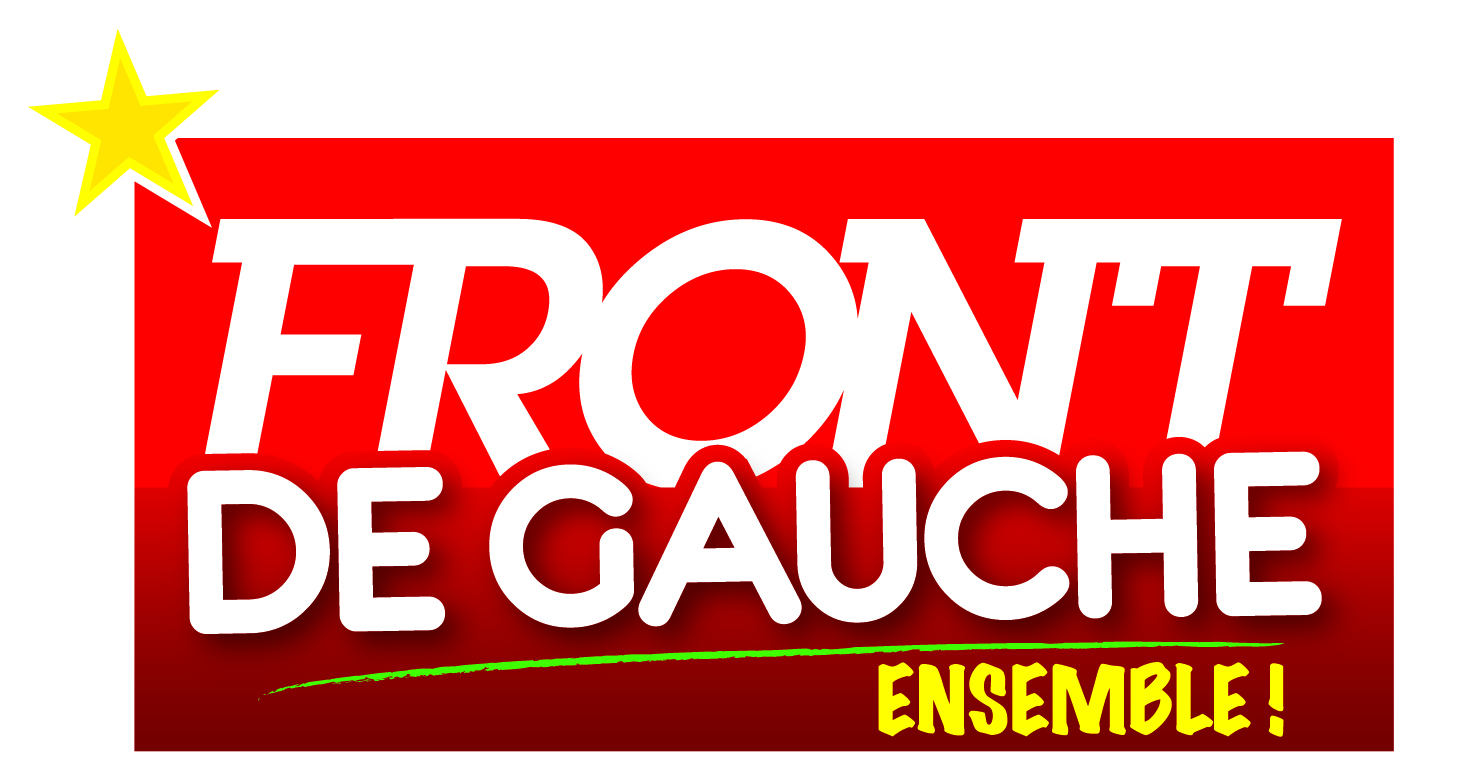 FRONT
DE GAUCHE
ENSEMBLE !